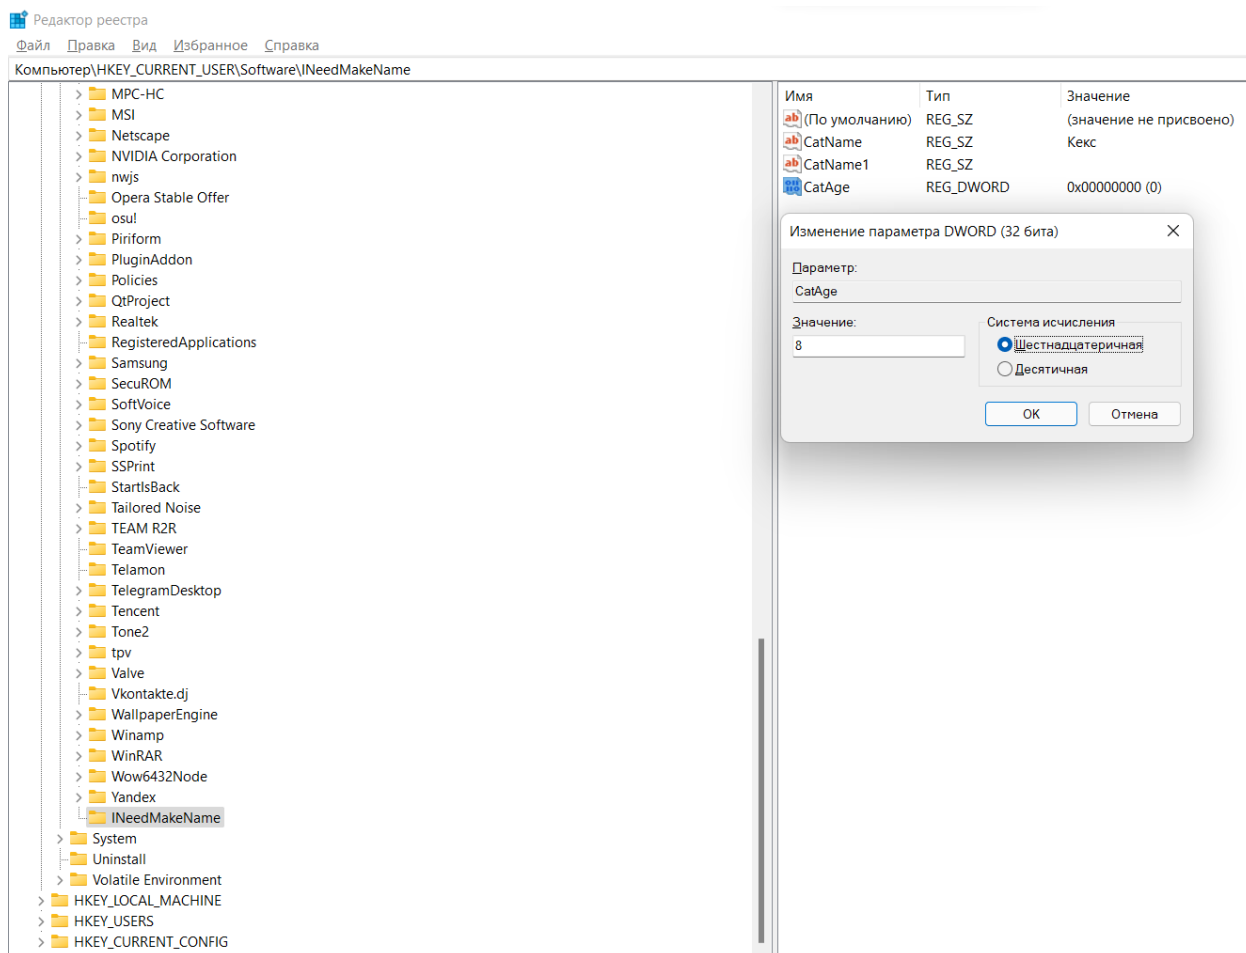 Редактор реестра
Файл Правка Вид Избранное Справка
Компьютер\HKEY_CURRENT_USER\Software\INeedMakeName
MPC-HC
MSI
Netscape
NVIDIA Corporation
nwjs
Opera Stable Offer
osu!
Piriform
PluginAddon
Policies
QtProject
Realtek
RegisteredApplications
Samsung
SecuROM
SoftVoice
Sony Creative Software
Spotify
SSPrint
StartIsBack
Tailored Noise
TEAM R2R
TeamViewer
Telamon
TelegramDesktop
Tencent
Tone2
tpv
Valve
Vkontakte.dj
WallpaperEngine
Winamp
WinRAR
Wow6432Node
Yandex
INeedMakeName
System
Uninstall
Volatile Environment
HKEY_LOCAL_MACHINE
HKEY_USERS
HKEY_CURRENT_CONFIG
Имя Тип Значение
(По умолчанию) REG_SZ (значение не присвоено)
CatName REG_SZ Кекс
CatName1 REG_SZ
CatAge REG_DWORD 0x00000000 (0)
Изменение параметра DWORD (32 бита)
Параметр:
CatAge
Значение:
8
Система исчисления
Шестнадцатеричная
Десятичная
OK Отмена